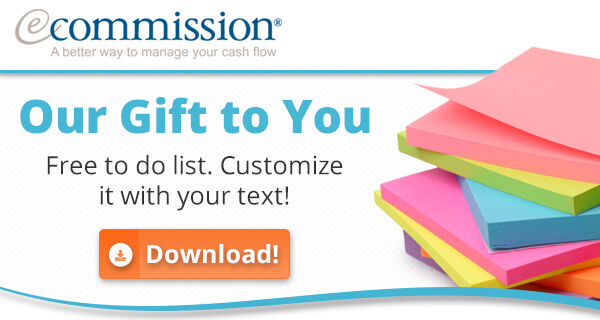 ecommission®
A better way to manage your cash flow
Our Gift to You
Free to do list. Customize
it with your text!
Download!